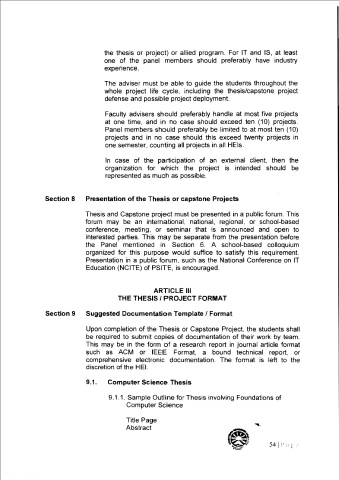 the thesis or project) or allied program. For IT and IS, at least
one of the panel members should preferably have industry
experience.
The adviser must be able to guide the students throughout the
whole project life cycle, including the thesis/capstone project
defense and possible project deployment.
Faculty advisers should preferably handle at most five projects
at one time, and in no case should exceed ten (10) projects.
Panel members should preferably be limited to at most ten (10)
projects and in no case should this exceed twenty projects in
one semester, counting all projects in all HEIs.
In case of the participation of an external client, then the
organization for which the project is intended should be
represented as much as possible.
Section 8 Presentation of the Thesis or capstone Projects
Thesis and Capstone project must be presented in a public forum. This
forum may be an international, national, regional, or school-based
conference, meeting, or seminar that is announced and open to
interested parties. This may be separate from the presentation before
the Panel mentioned in Section 6. A school-based colloquium
organized for this purpose would suffice to satisfy this requirement.
Presentation in a public forum, such as the National Conference on IT
Education (NCITE) of PSITE, is encouraged.
ARTICLE III
THE THESIS / PROJECT FORMAT
Section 9 Suggested Documentation Template / Format
Upon completion of the Thesis or Capstone Project, the students shall
be required to submit copies of documentation of their work by team.
This may be in the form of a research report in journal article format
such as ACM or IEEE Format, a bound technical report, or
comprehensive electronic documentation. The format is left to the
discretion of the HEI.
9.1. Computer Science Thesis
9.1.1. Sample Outline for Thesis involving Foundations of
Computer Science
Title Page
Abstract
54 | Page